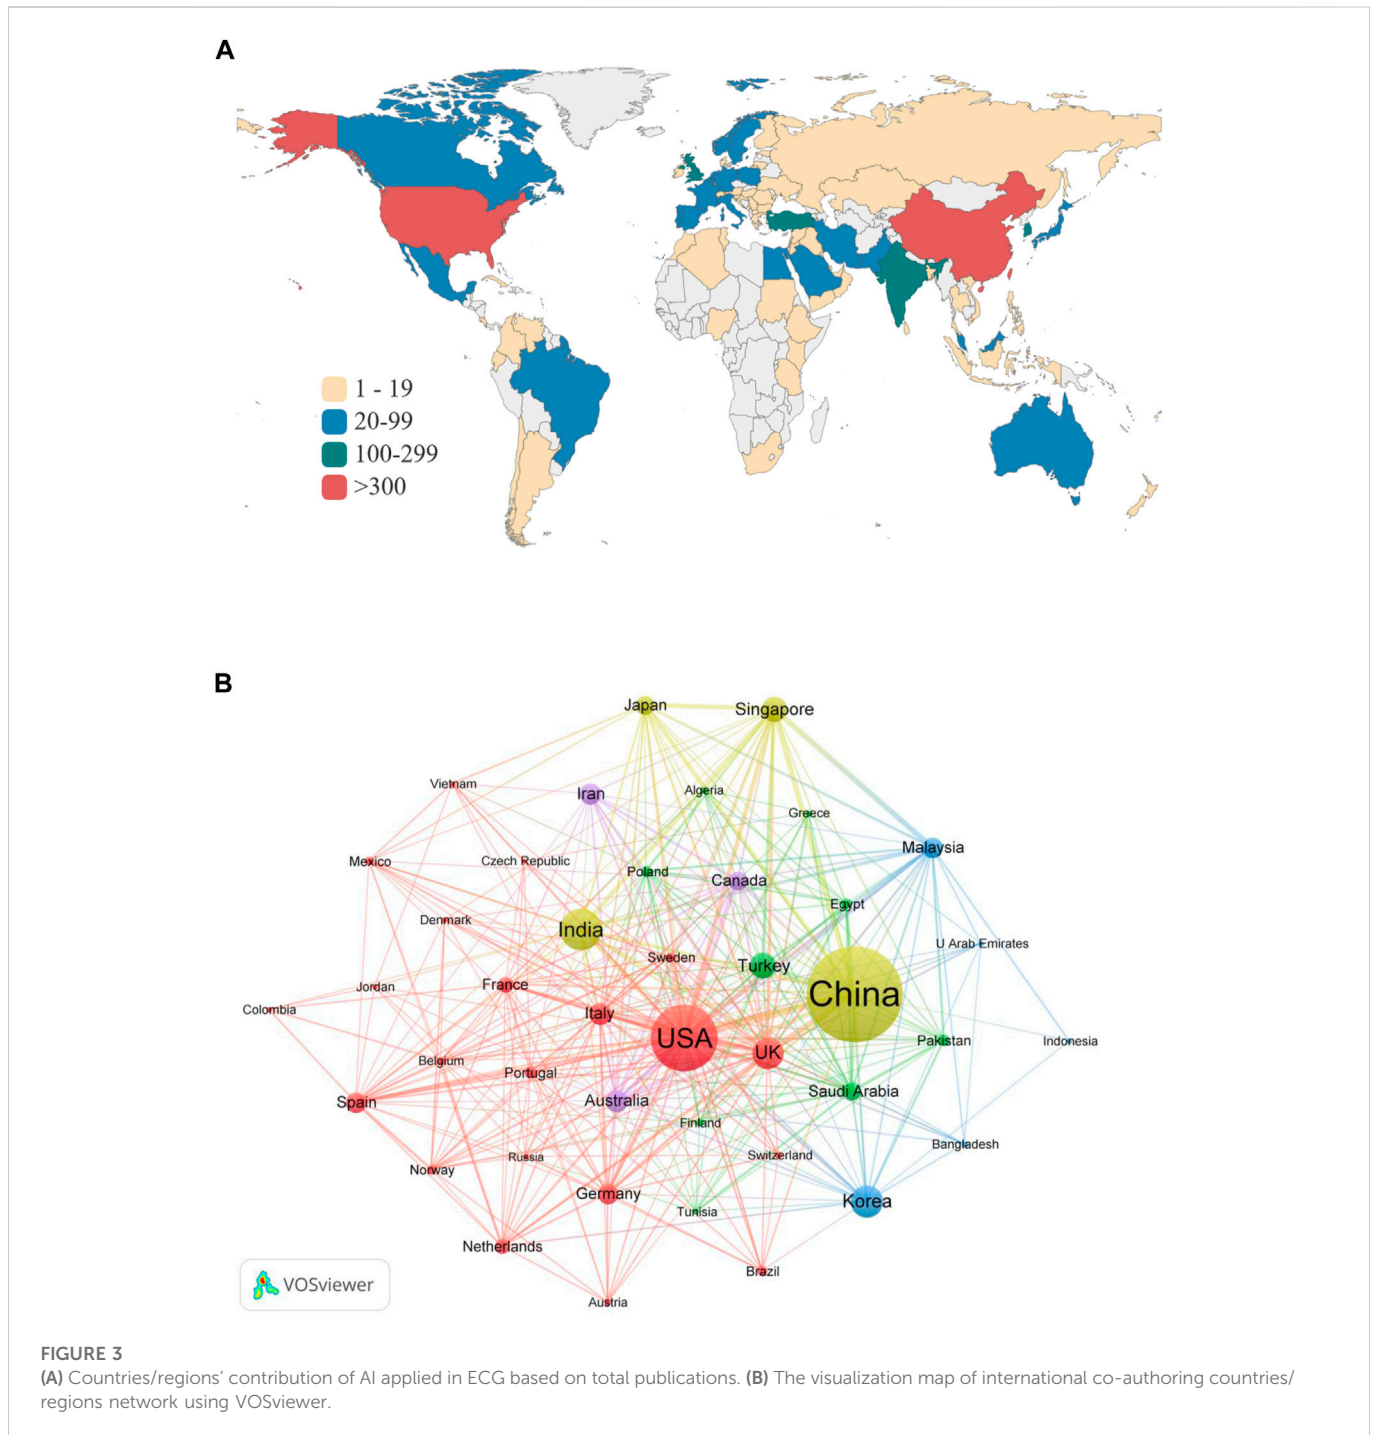 A
1 - 19
20-99
100-299
>300
B
Japan
Singapore
Vietnam
Iran
Algeria
Greece
Mexico
Czech Republic
Poland
Canada
Malaysia
Denmark
India
Egypt
Sweden
Turkey
U Arab Emirates
Jordan
France
China
Colombia
Italy
USA
UK
Pakistan
Indonesia
Belgium
Portugal
Spain
Australia
Saudi Arabia
Finland
Bangladesh
Norway
Russia
Switzerland
Germany
Korea
Tunisia
Netherlands
Brazil
VOSviewer
Austria
FIGURE 3
(A) Countries/regions’ contribution of AI applied in ECG based on total publications. (B) The visualization map of international co-authoring countries/
regions network using VOSviewer.